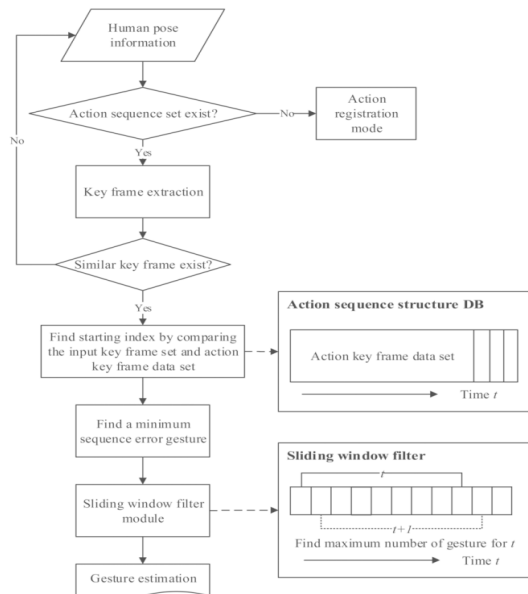 Human pose
information
Action sequence set exist?
No
Action
registration
mode
No
Yes
Key frame extraction
Similar key frame exist?
Yes
Find starting index by comparing
the input key frame set and action
key frame data set
Action sequence structure DB
Action key frame data set
Time t
Find a minimum
sequence error gesture
Sliding window filter
module
Sliding window filter
t
t+1
Find maximum number of gesture for t
Time t
Gesture estimation